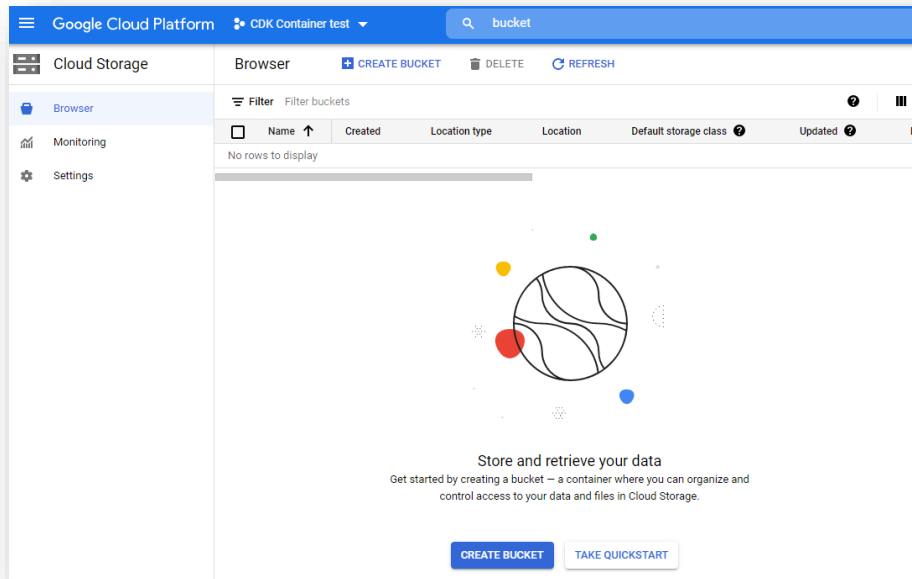 Google Cloud Platform CDK Container test bucket
Cloud Storage
Browser CREATE BUCKET DELETE REFRESH
Browser
Monitoring
Settings
Filter Filter buckets
Name Created Location type Location Default storage class Updated
No rows to display
Store and retrieve your data
Get started by creating a bucket — a container where you can organize and
control access to your data and files in Cloud Storage.
CREATE BUCKET TAKE QUICKSTART